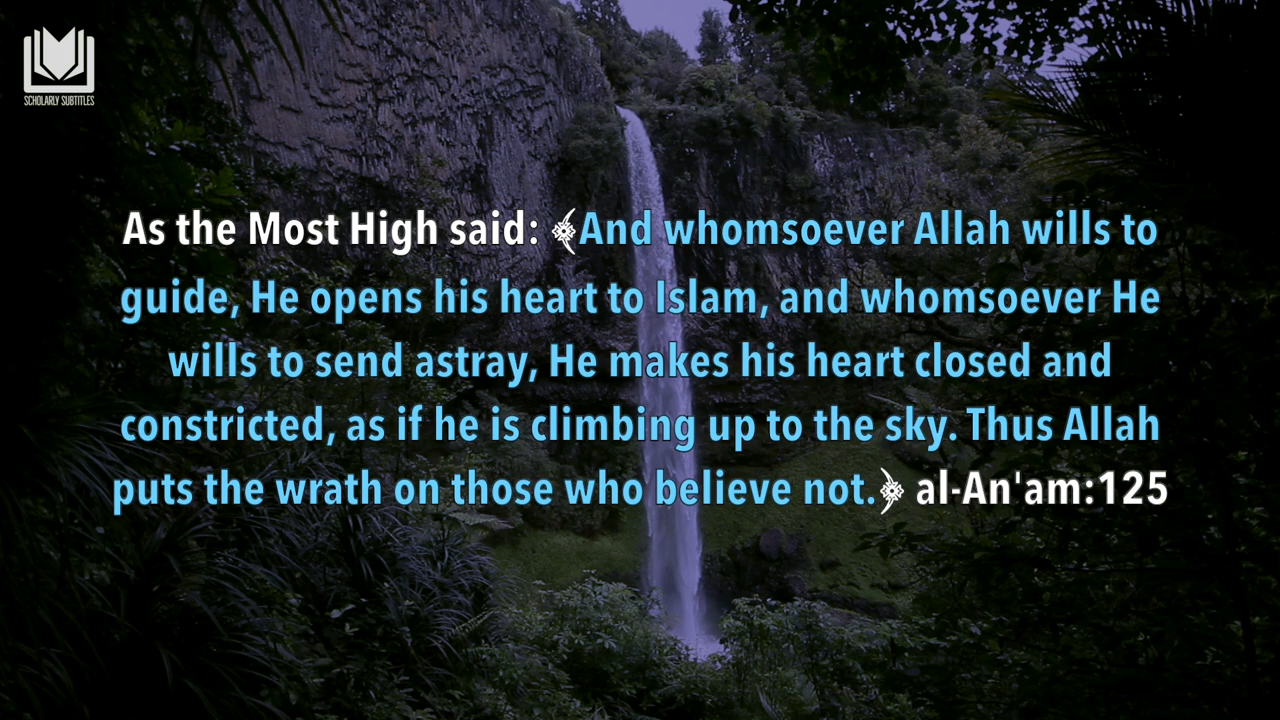 SCHOLARLY SUBTITLES
As the Most High said: ﴾And whomsoever Allah wills to
guide, He opens his heart to Islam, and whomsoever He
wills to send astray, He makes his heart closed and
constricted, as if he is climbing up to the sky. Thus Allah
puts the wrath on those who believe not.﴿ al-An'am:125